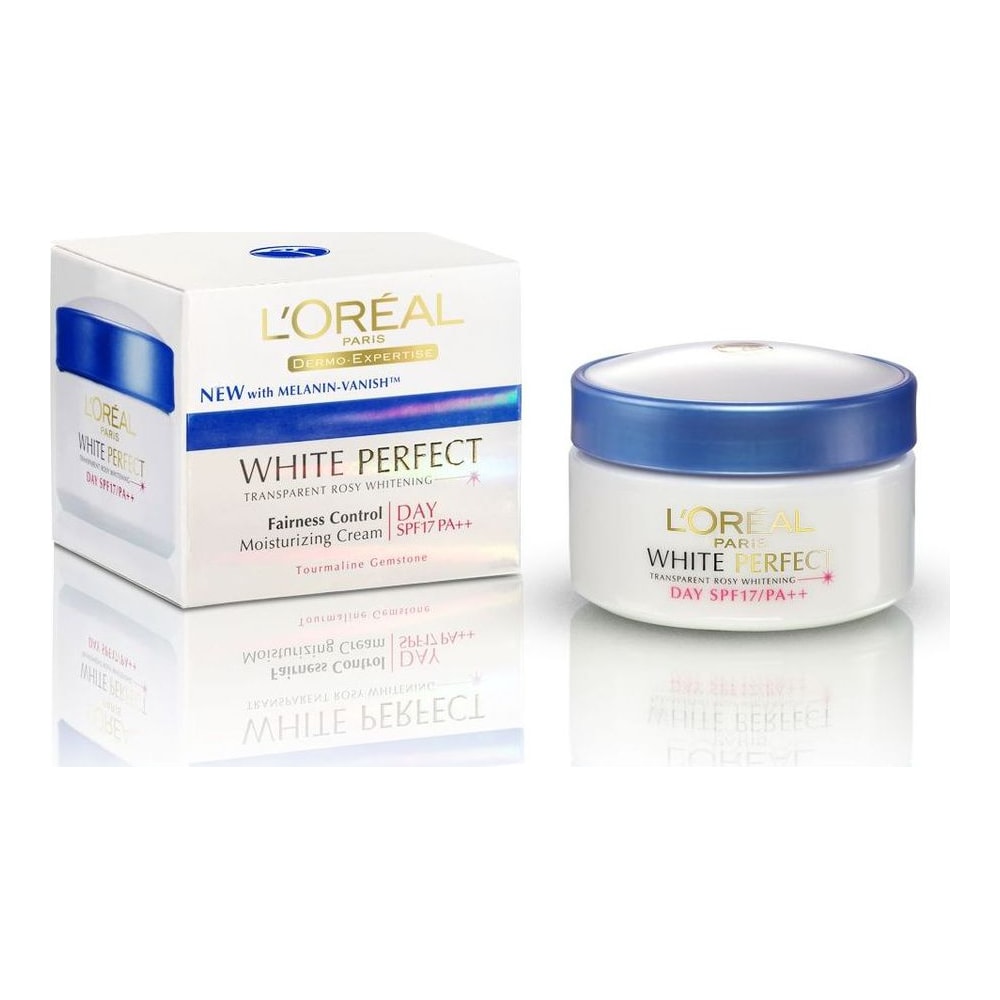 L'ORÉAL
PARIS
DERMO-EXPERTISE
NEW with MELANIN-VANISH™
WHITE PERFECT
TRANSPARENT ROSY WHITENING
Fairness Control
Moisturizing Cream
DAY
SPF17 PA++
Tourmaline Gemstone
L'ORÉAL
PARIS
WHITE PERFECT
TRANSPARENT ROSY WHITENING
DAY SPF17/PA++
L'ORÉAL
PARIS
WHITE PERFECT
TRANSPARENT ROSY WHITENING
DAY SPF17/PA++